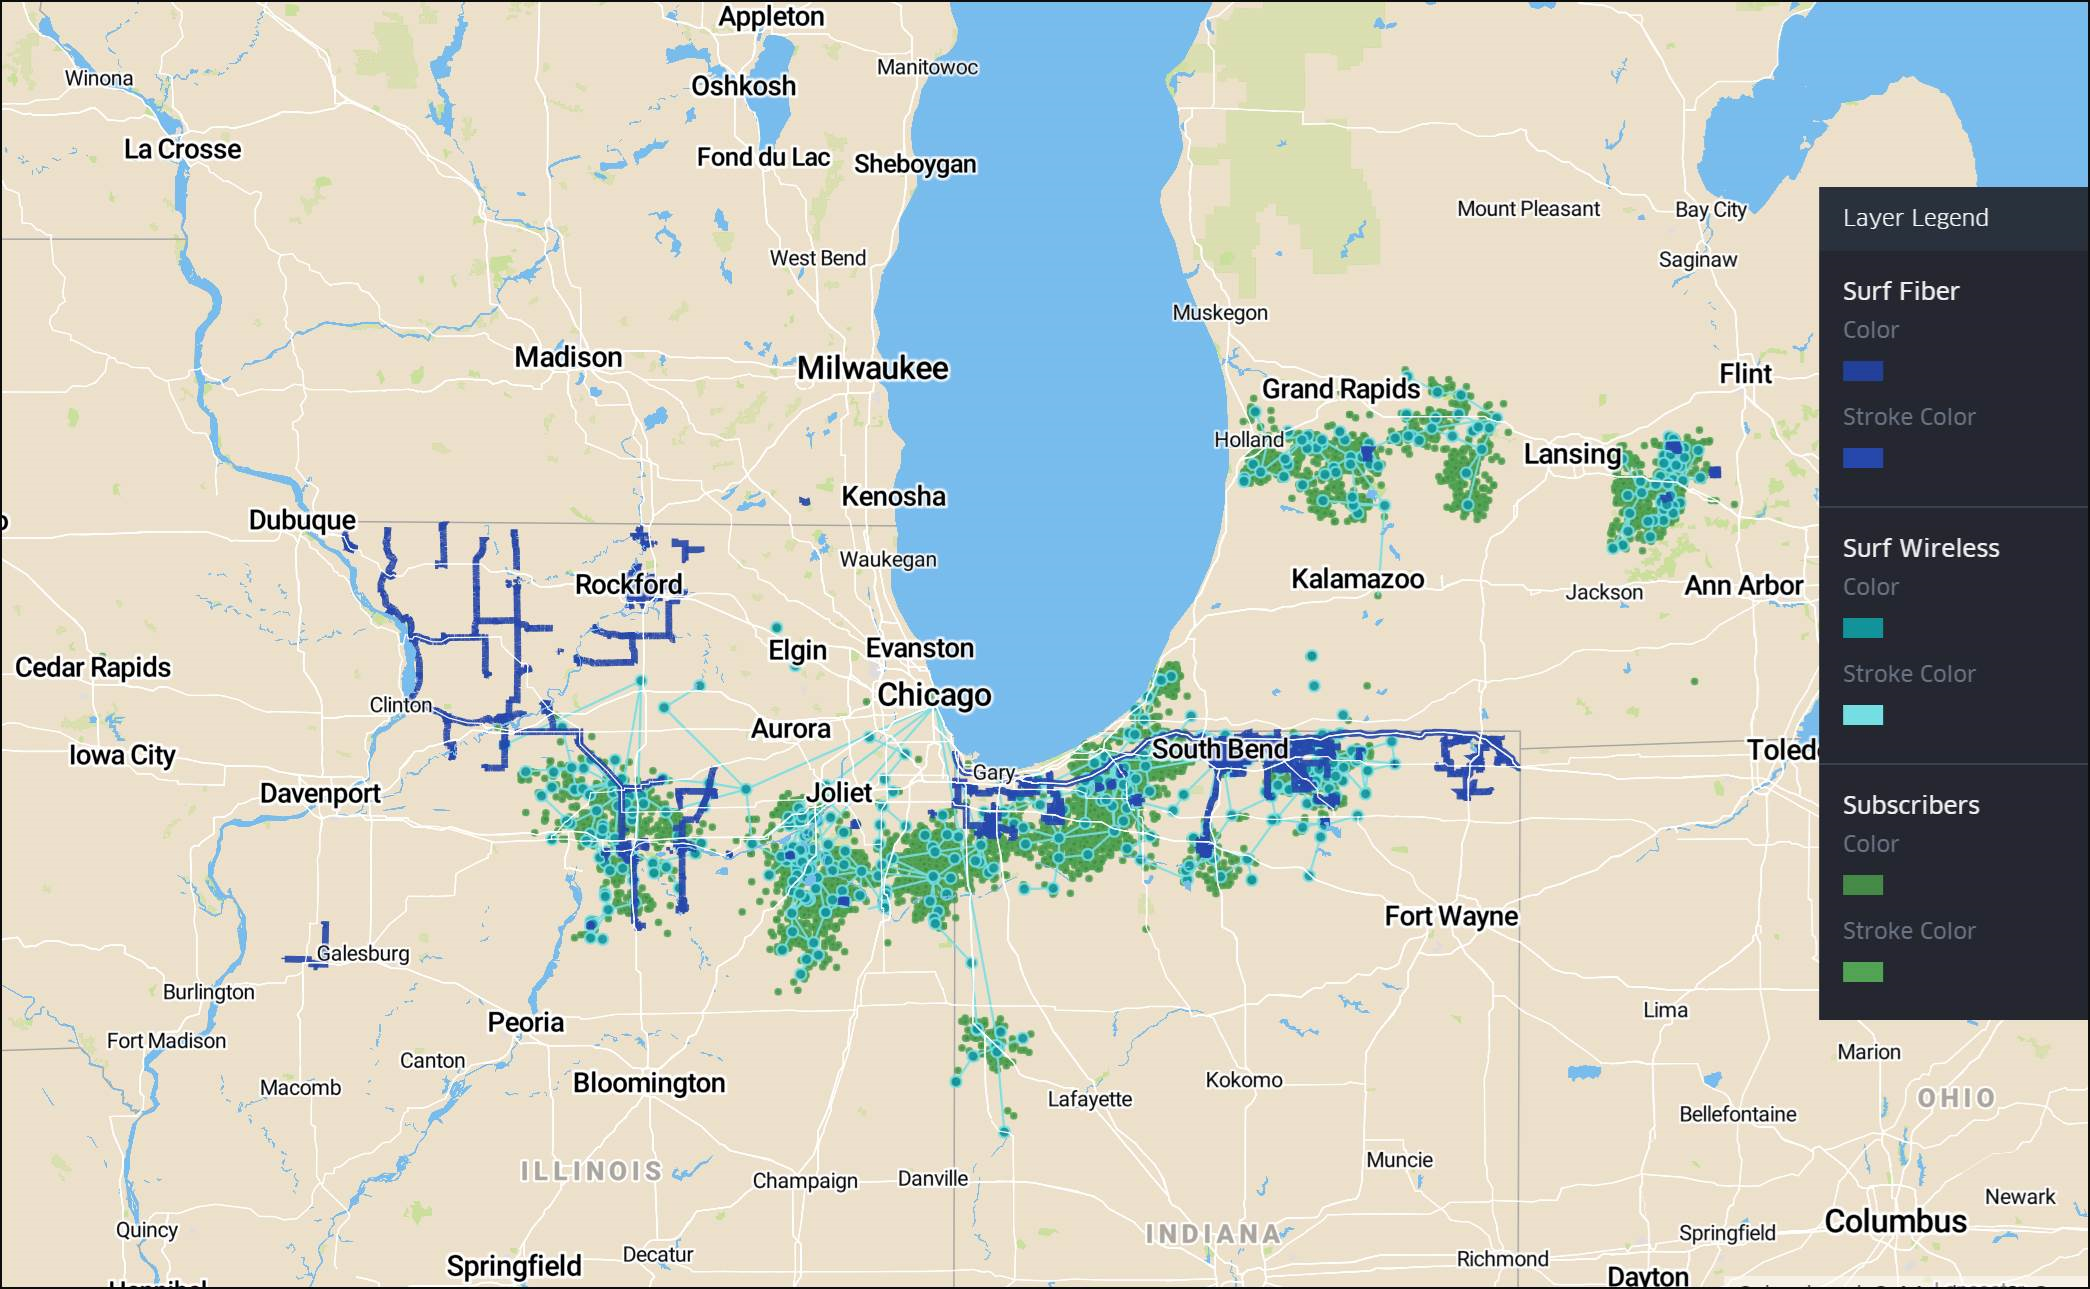 Appleton
Winona
Manitowoc
Oshkosh
La Crosse
Fond du Lac
Sheboygan
Mount Pleasant
Bay City
West Bend
Saginaw
Muskegon
Madison
Milwaukee
Flint
Grand Rapids
Holland
Lansing
Kenosha
Dubuque
Waukegan
Rockford
Kalamazoo
Jackson
Ann Arbor
Elgin
Evanston
Cedar Rapids
Chicago
Clinton
Aurora
Iowa City
South Bend
Gary
Davenport
Joliet
Fort Wayne
Galesburg
Burlington
Peoria
Lima
Fort Madison
Canton
Marion
Macomb
Bloomington
Kokomo
Lafayette
OHIO
Bellefontaine
ILLINOIS
Muncie
Champaign
Danville
Newark
Quincy
Columbus
INDIANA
Springfield
Decatur
Springfield
Richmond
Dayton
Layer Legend
Surf Fiber
Color
Stroke Color
Surf Wireless
Color
Stroke Color
Subscribers
Color
Stroke Color